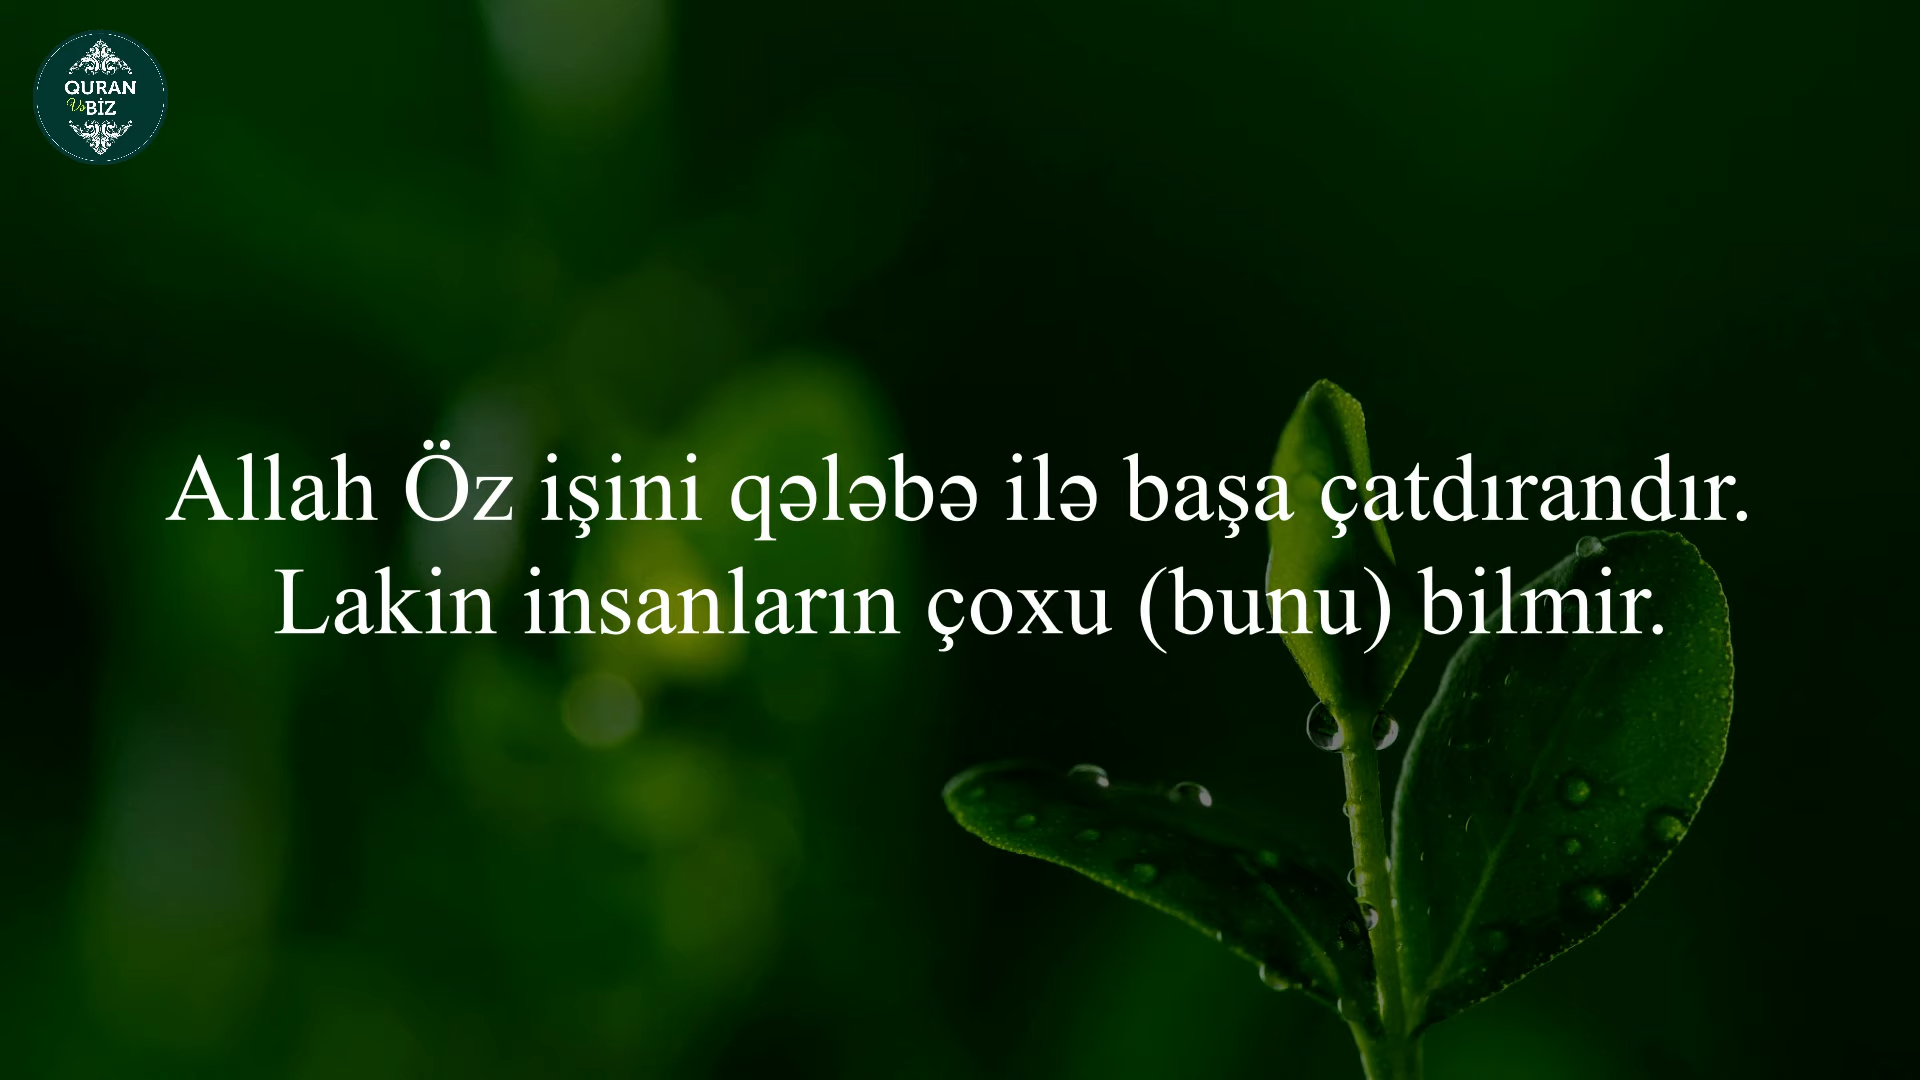 QURAN
Və BİZ
Allah Öz işini qələbə ilə başa çatdırandır.
Lakin insanların çoxu (bunu) bilmir.